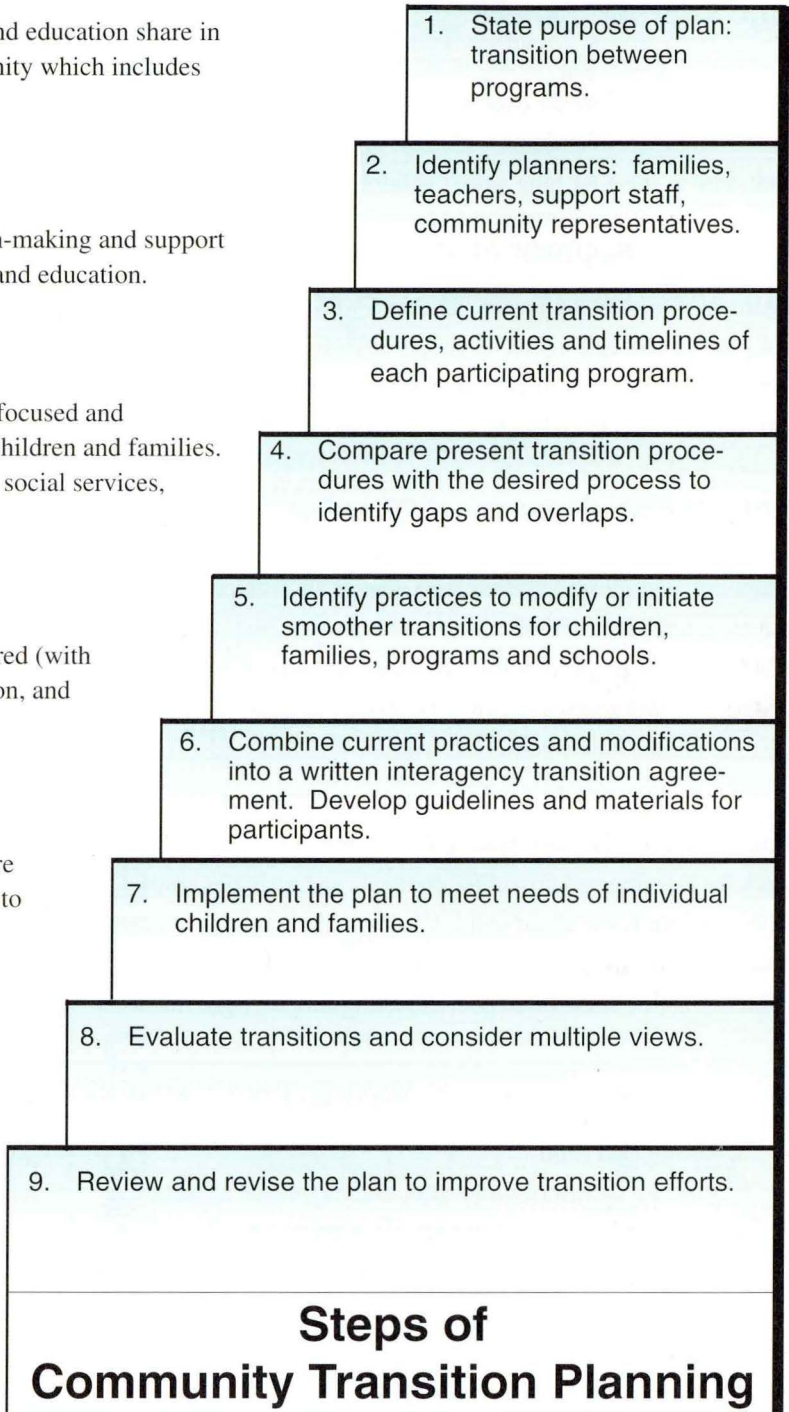 nd education share in
nity which includes
n-making and support
and education.
focused and
hildren and families.
social services,
red (with
on, and
re
to
1. State purpose of plan:
transition between
programs.
2. Identify planners: families,
teachers, support staff,
community representatives.
3. Define current transition proce-
dures, activities and timelines of
each participating program.
4. Compare present transition proce-
dures with the desired process to
identify gaps and overlaps.
5. Identify practices to modify or initiate
smoother transitions for children,
families, programs and schools.
6. Combine current practices and modifications
into a written interagency transition agree-
ment. Develop guidelines and materials for
participants.
7. Implement the plan to meet needs of individual
children and families.
8. Evaluate transitions and consider multiple views.
9. Review and revise the plan to improve transition efforts.
Steps of
Community Transition Planning